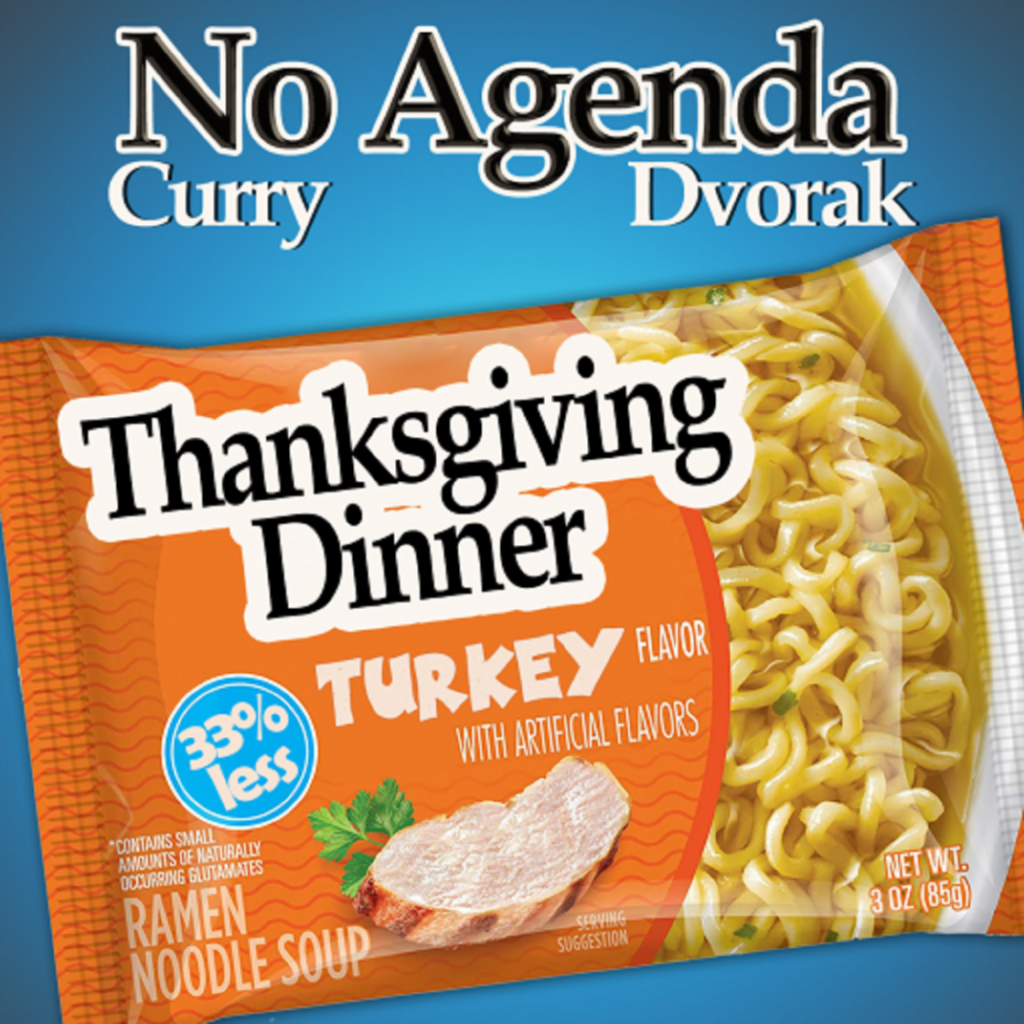 No Agenda
Curry Dvorak
Thanksgiving
Dinner
TURKEY FLAVOR
WITH ARTIFICIAL FLAVORS
33%
less
*CONTAINS SMALL
AMOUNTS OF NATURALLY
OCCURRING GLUTAMATES
RAMEN
NOODLE SOUP
SERVING
SUGGESTION
NET WT.
3 OZ (85g)